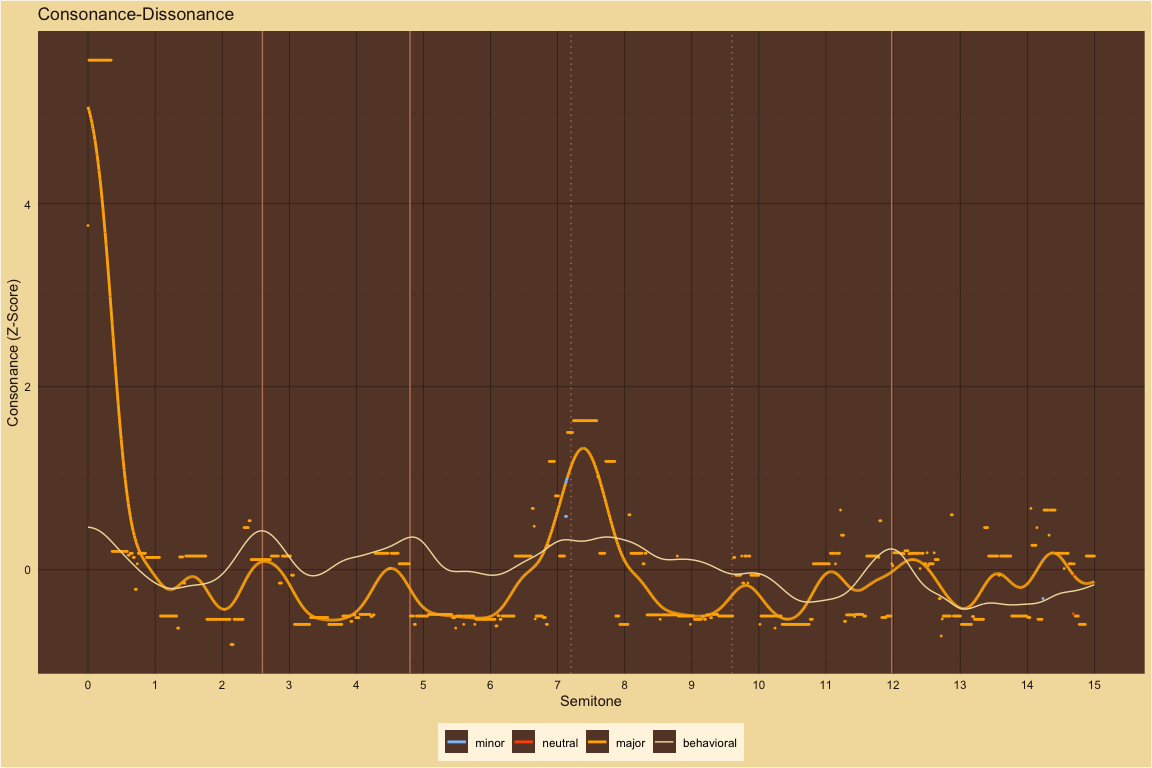 Consonance-Dissonance
Consonance (Z-Score)
4
2
0
0 1 2 3 4 5 6 7 8 9 10 11 12 13 14 15
Semitone
minor neutral major behavioral